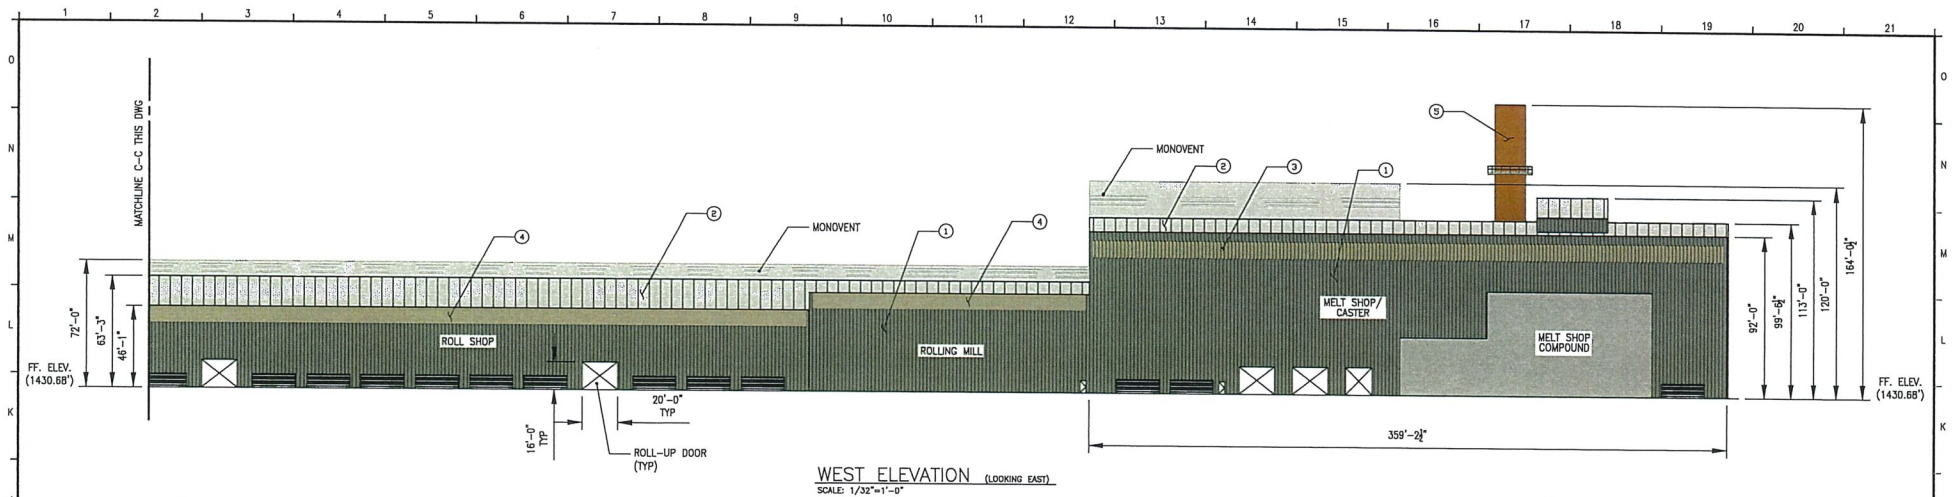 1 2 3 4 5 6 7 8 9 10 11 12 13 14 15 16 17 18 19 20 21
O
O
MATCHLINE C-C THIS DWG
5
N
MONOVENT
2
3
1
N
4
2
MONOVENT
1
4
M
M
164'-0½"
72'-0"
63'-3"
46'-1"
92'-0"
99'-6½"
113'-0"
120'-0"
L
ROLL SHOP
ROLLING MILL
MELT SHOP/
CASTER
MELT SHOP
COMPOUND
L
FF. ELEV.
(1430.68')
FF. ELEV.
(1430.68')
K
16'-0"
TYP
20'-0"
TYP
359'-2½"
K
ROLL-UP DOOR
(TYP)
WEST ELEVATION (LOOKING EAST)
SCALE: 1/32"=1'-0"